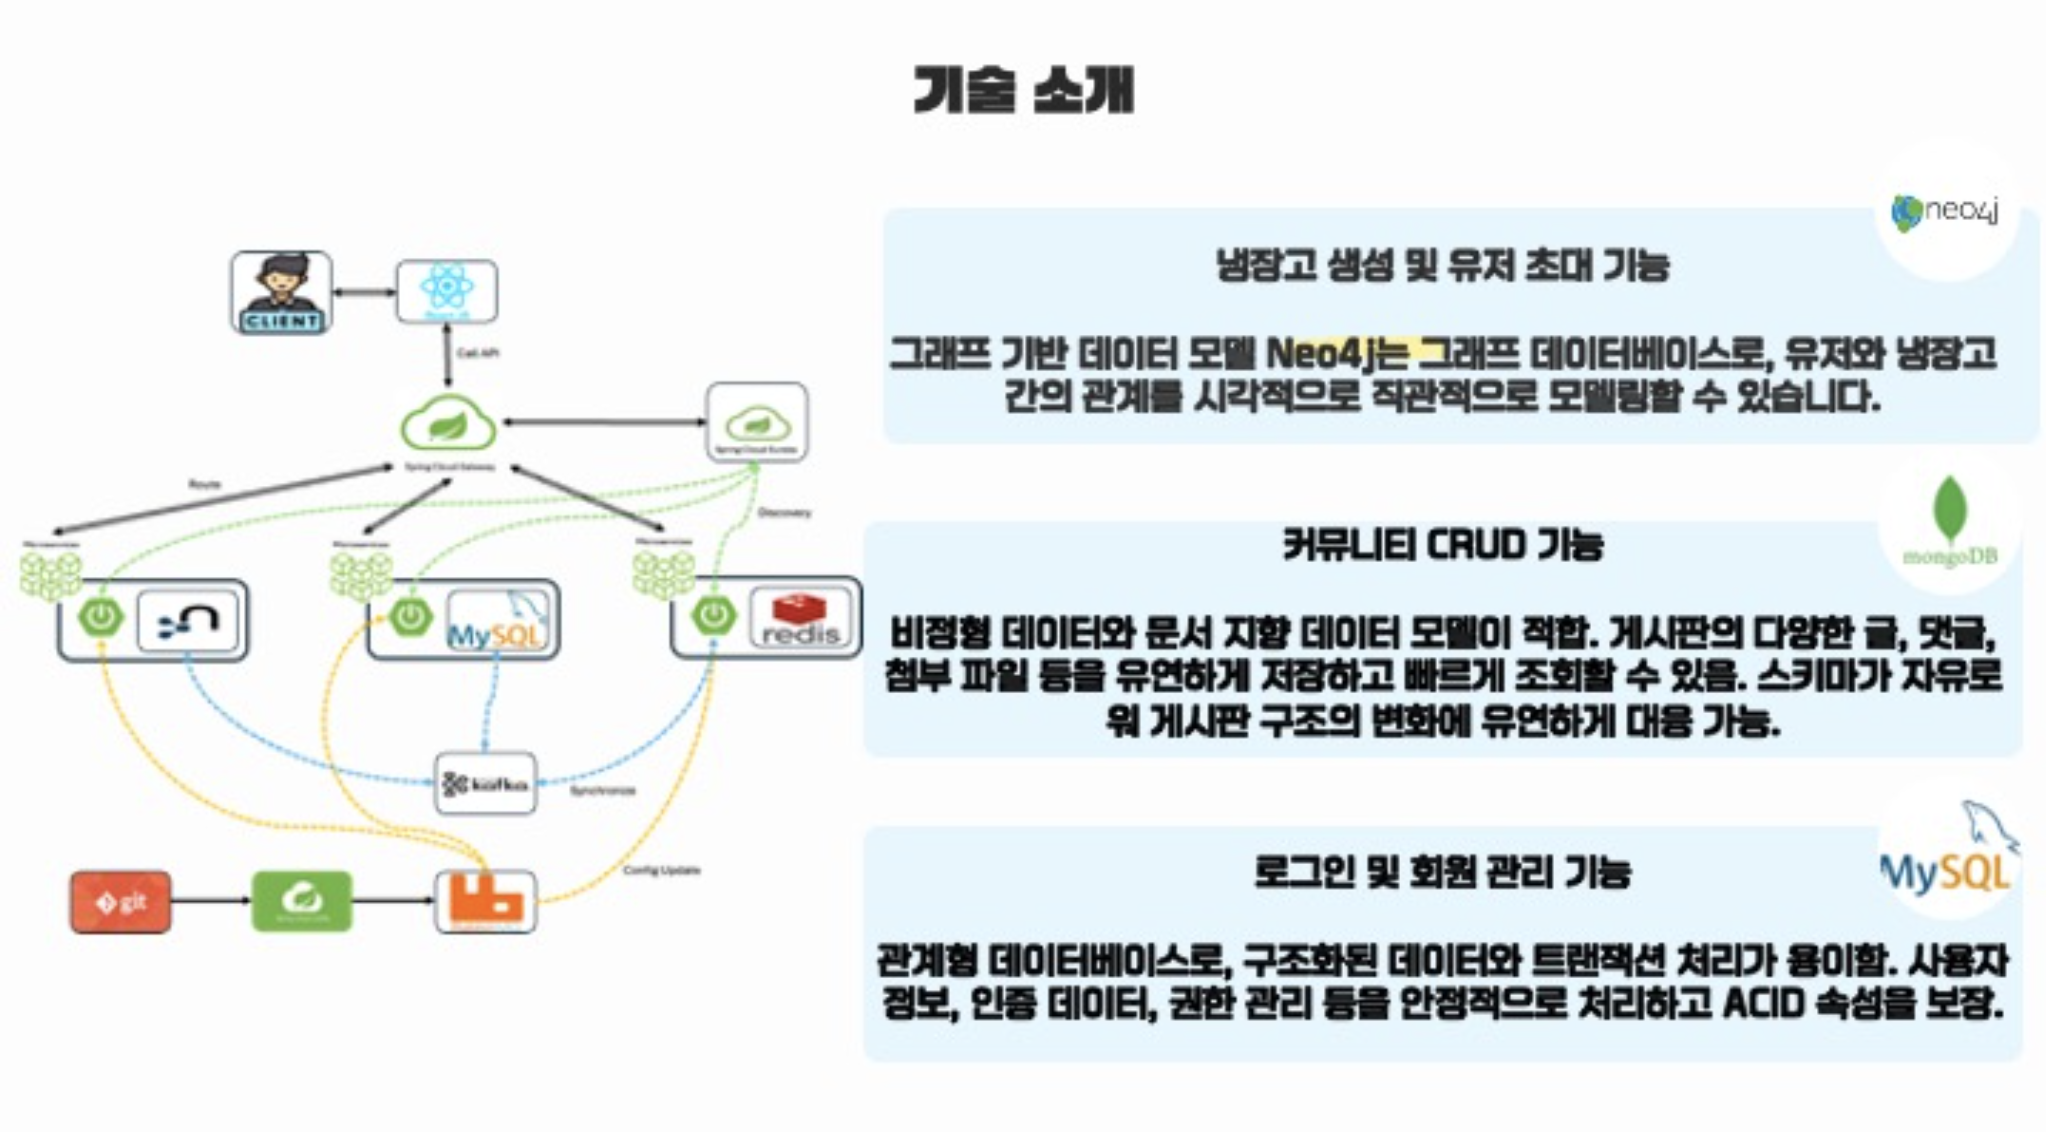 기술 소개
CLIENT
Call API
Spring Cloud Gateway
Route
Discovery
MySQL
redis
kafka
Synchronize
git
Config Update
neo4j
냉장고 생성 및 유저 초대 기능
그래프 기반 데이터 모델 Neo4j는 그래프 데이터베이스로, 유저와 냉장고
간의 관계를 시각적으로 직관적으로 모델링할 수 있습니다.
mongoDB
커뮤니티 CRUD 기능
비정형 데이터와 문서 지향 데이터 모델이 적합. 게시판의 다양한 글, 댓글,
첨부 파일 등을 유연하게 저장하고 빠르게 조회할 수 있음. 스키마가 자유로
워 게시판 구조의 변화에 유연하게 대응 가능.
MySQL
로그인 및 회원 관리 기능
관계형 데이터베이스로, 구조화된 데이터와 트랜잭션 처리가 용이함. 사용자
정보, 인증 데이터, 권한 관리 등을 안정적으로 처리하고 ACID 속성을 보장.